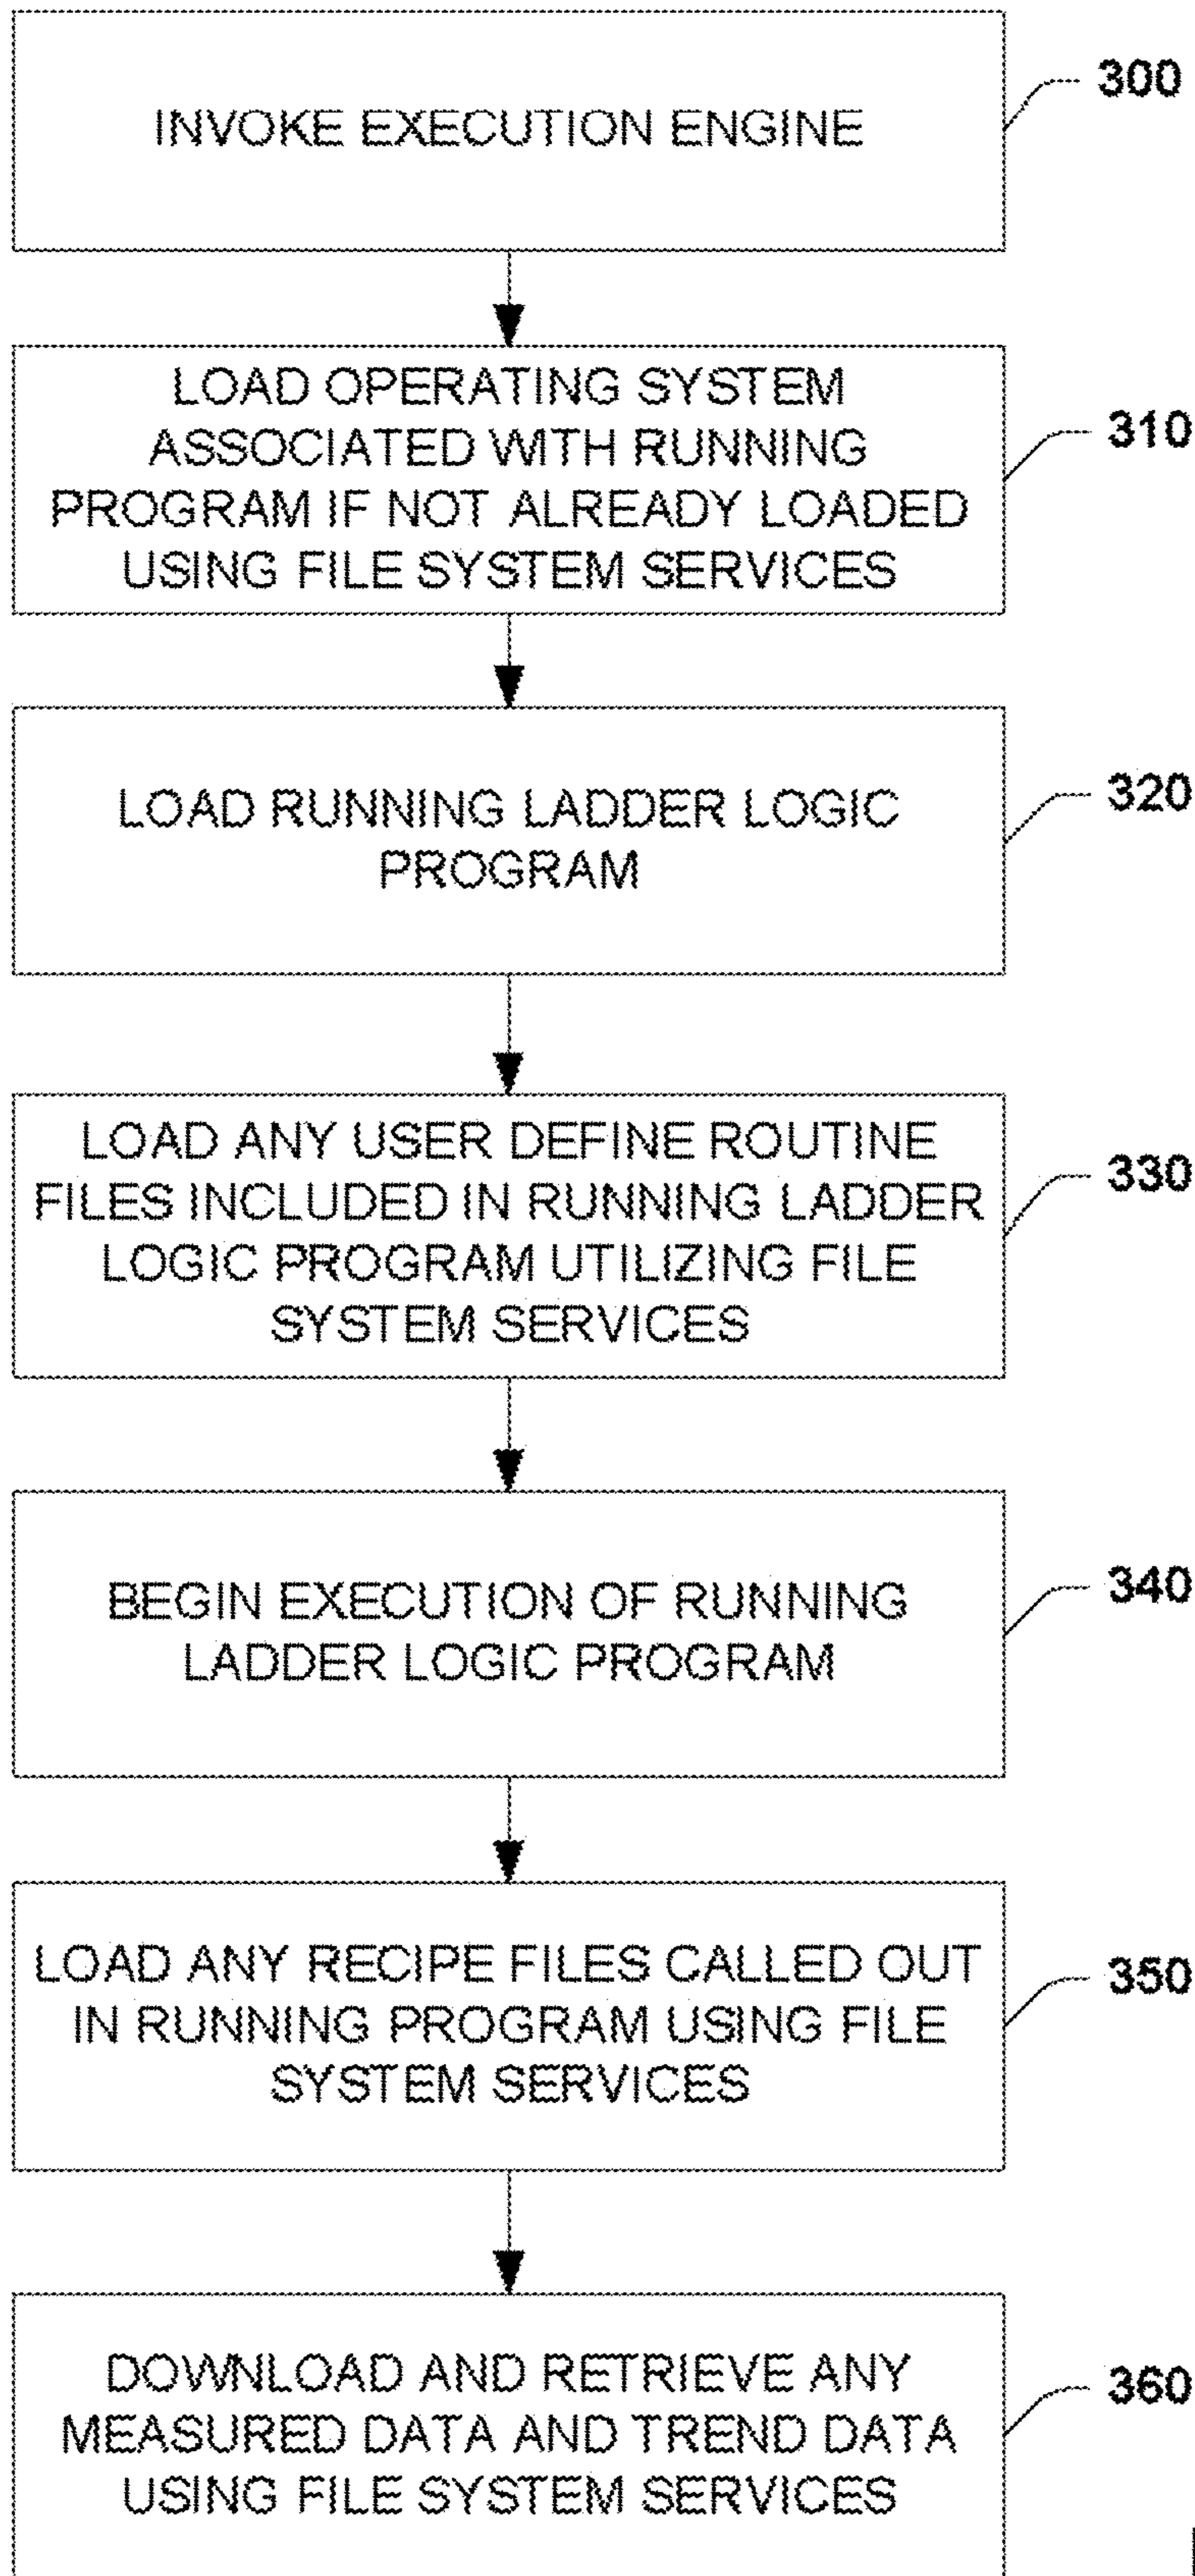 INVOKE EXECUTION ENGINE
300
LOAD OPERATING SYSTEM
ASSOCIATED WITH RUNNING
PROGRAM IF NOT ALREADY LOADED
USING FILE SYSTEM SERVICES
310
LOAD RUNNING LADDER LOGIC
PROGRAM
320
LOAD ANY USER DEFINE ROUTINE
FILES INCLUDED IN RUNNING LADDER
LOGIC PROGRAM UTILIZING FILE
SYSTEM SERVICES
330
BEGIN EXECUTION OF RUNNING
LADDER LOGIC PROGRAM
340
LOAD ANY RECIPE FILES CALLED OUT
IN RUNNING PROGRAM USING FILE
SYSTEM SERVICES
350
DOWNLOAD AND RETRIEVE ANY
MEASURED DATA AND TREND DATA
USING FILE SYSTEM SERVICES
360